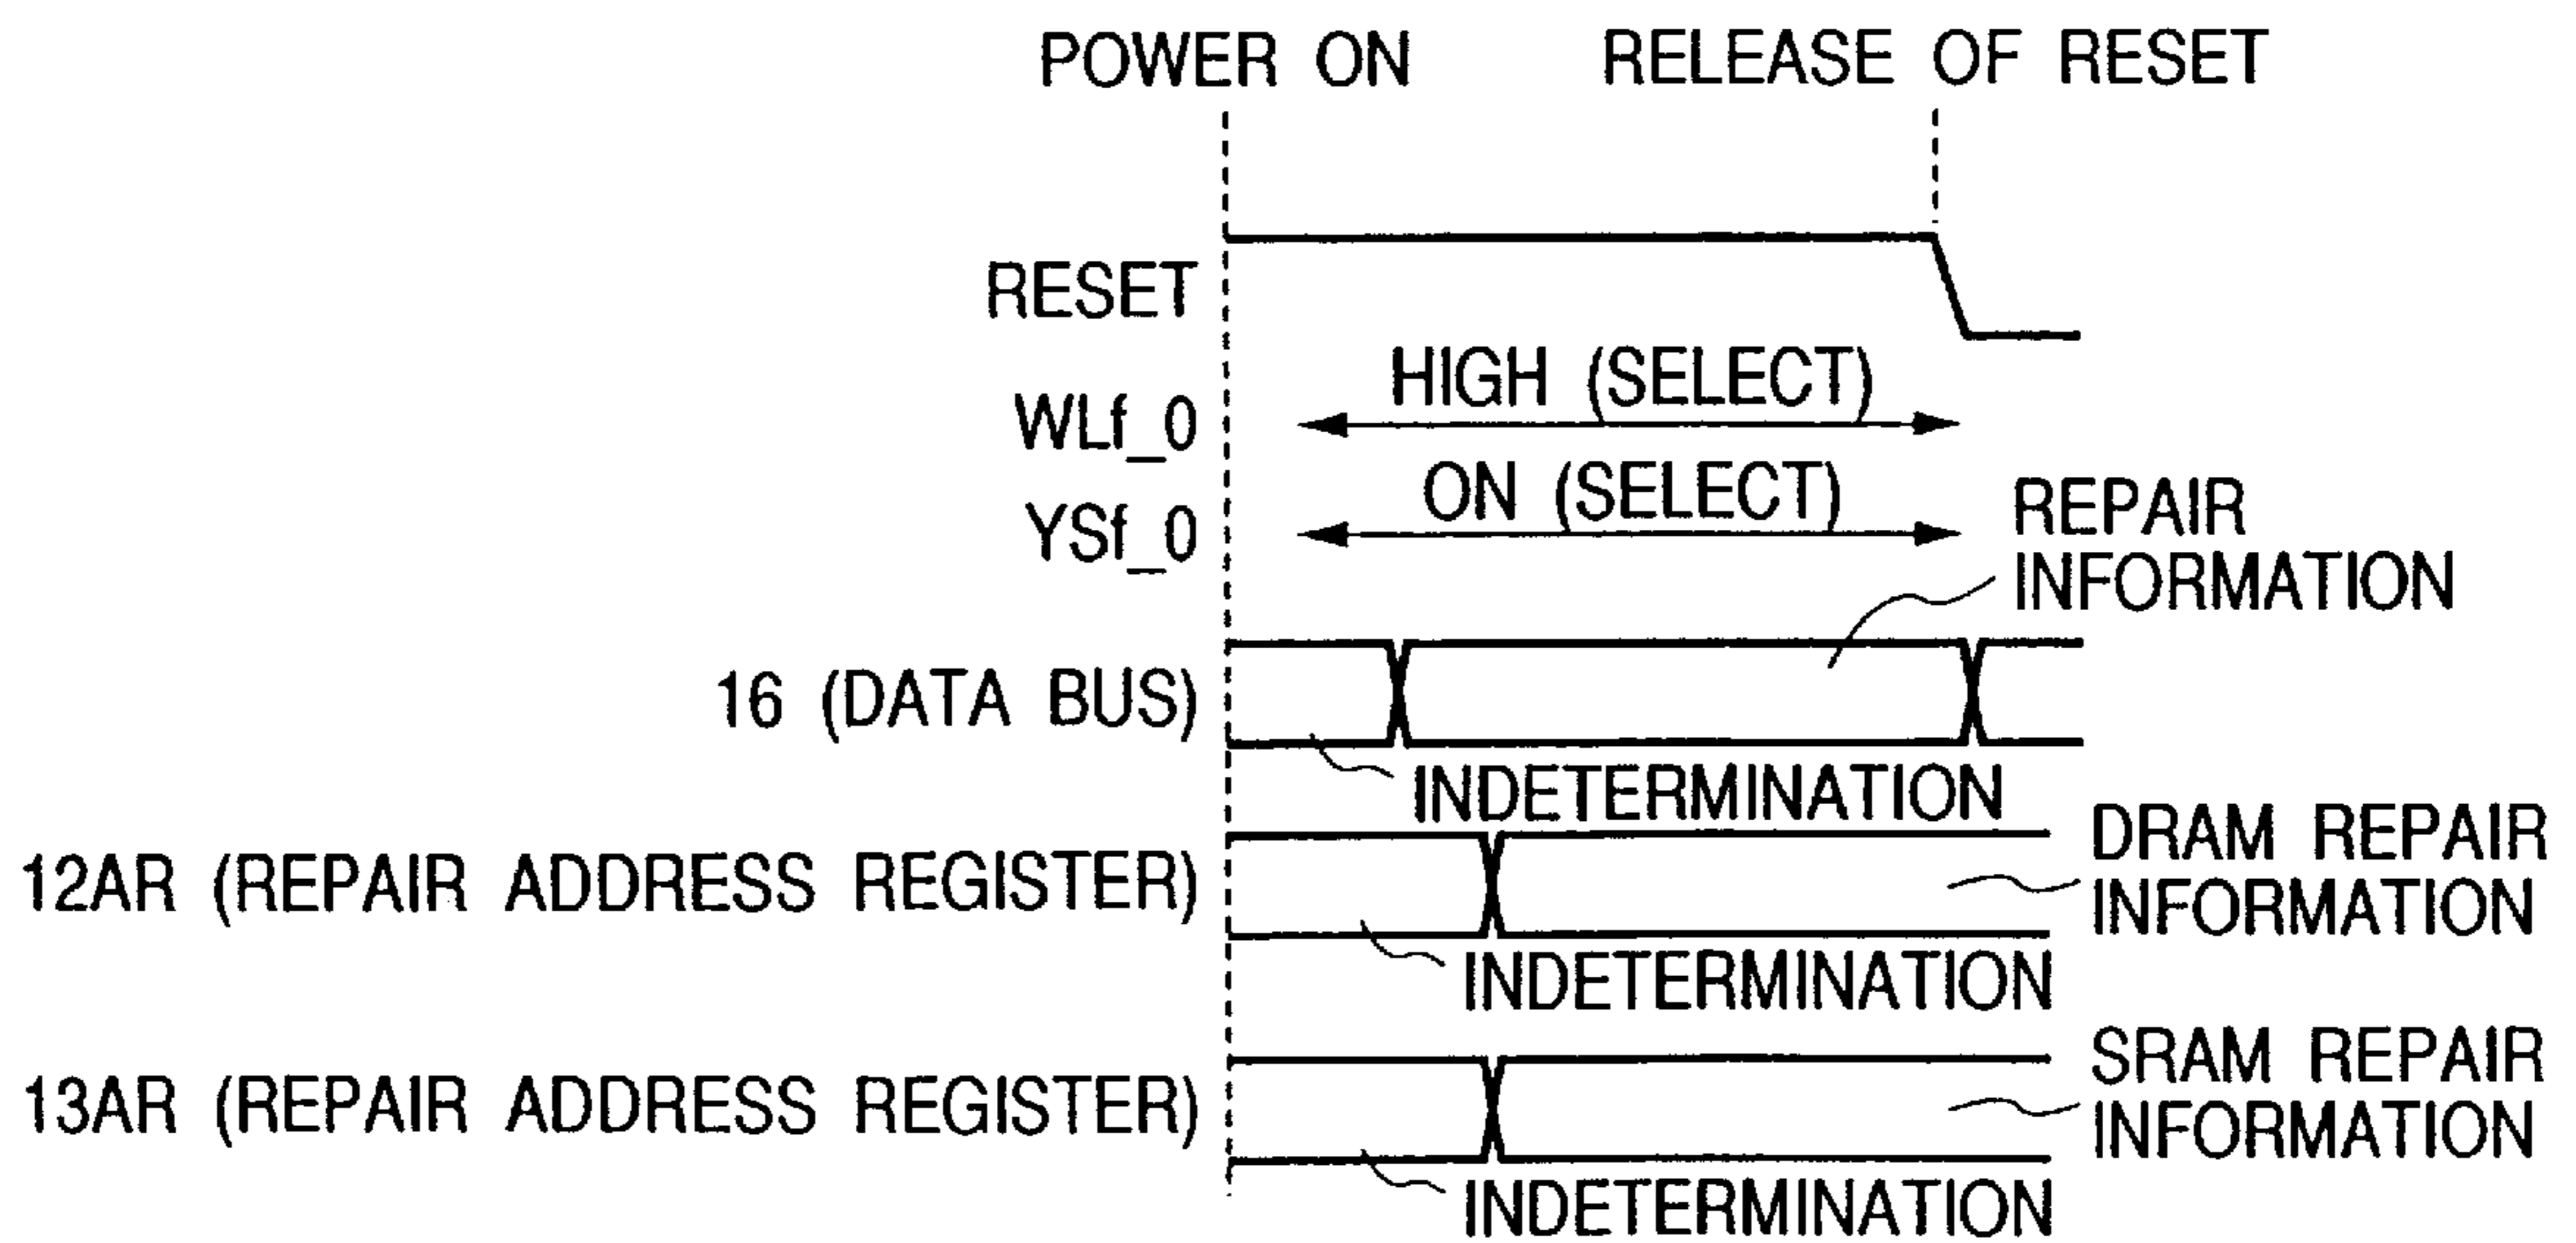 POWER ON RELEASE OF RESET
RESET
HIGH (SELECT)
WLf_0
ON (SELECT)
YSf_0
REPAIR
INFORMATION
16 (DATA BUS)
INDETERMINATION
12AR (REPAIR ADDRESS REGISTER)
DRAM REPAIR
INFORMATION
INDETERMINATION
13AR (REPAIR ADDRESS REGISTER)
SRAM REPAIR
INFORMATION
INDETERMINATION